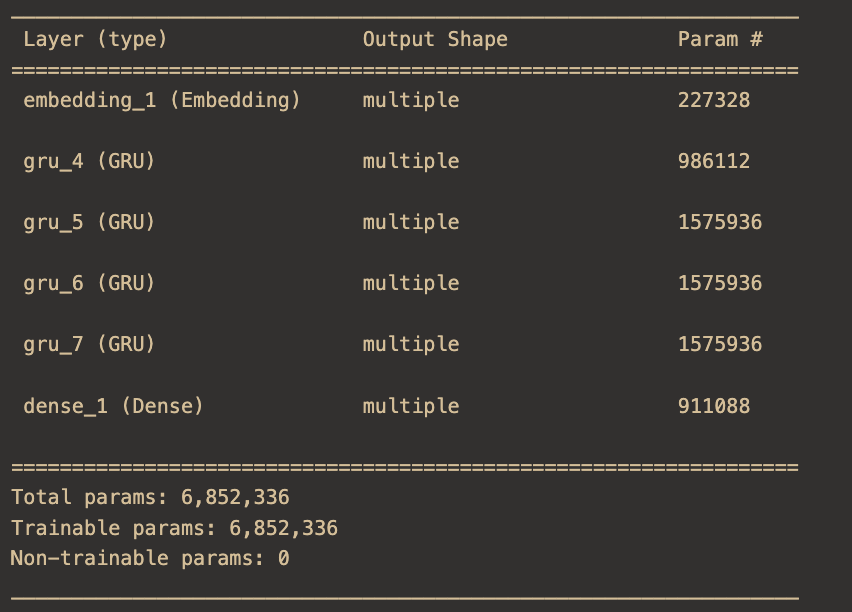 Layer (type) Output Shape Param #
=================================================================
embedding_1 (Embedding) multiple 227328
gru_4 (GRU) multiple 986112
gru_5 (GRU) multiple 1575936
gru_6 (GRU) multiple 1575936
gru_7 (GRU) multiple 1575936
dense_1 (Dense) multiple 911088
=================================================================
Total params: 6,852,336
Trainable params: 6,852,336
Non-trainable params: 0
_________________________________________________________________